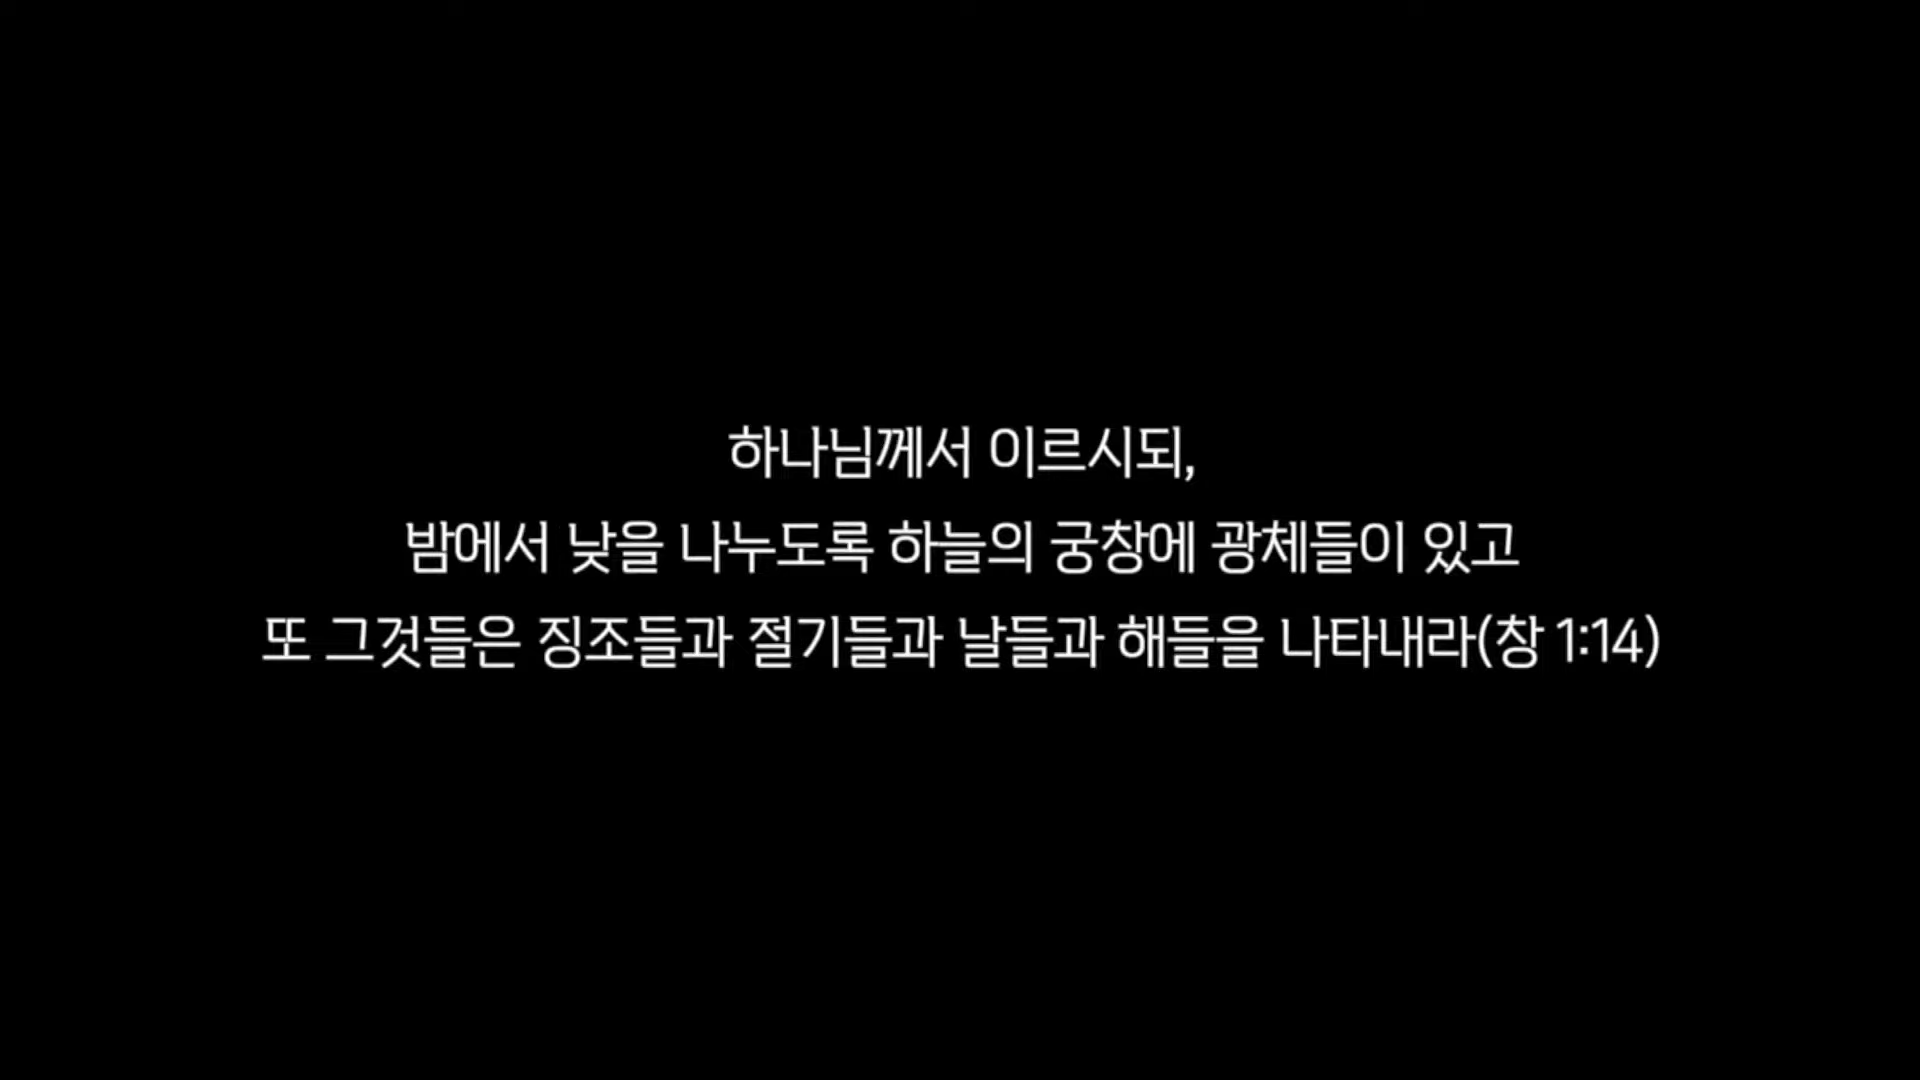 하나님께서 이르시되,
밤에서 낮을 나누도록 하늘의 궁창에 광체들이 있고
또 그것들은 징조들과 절기들과 날들과 해들을 나타내라(창 1:14)